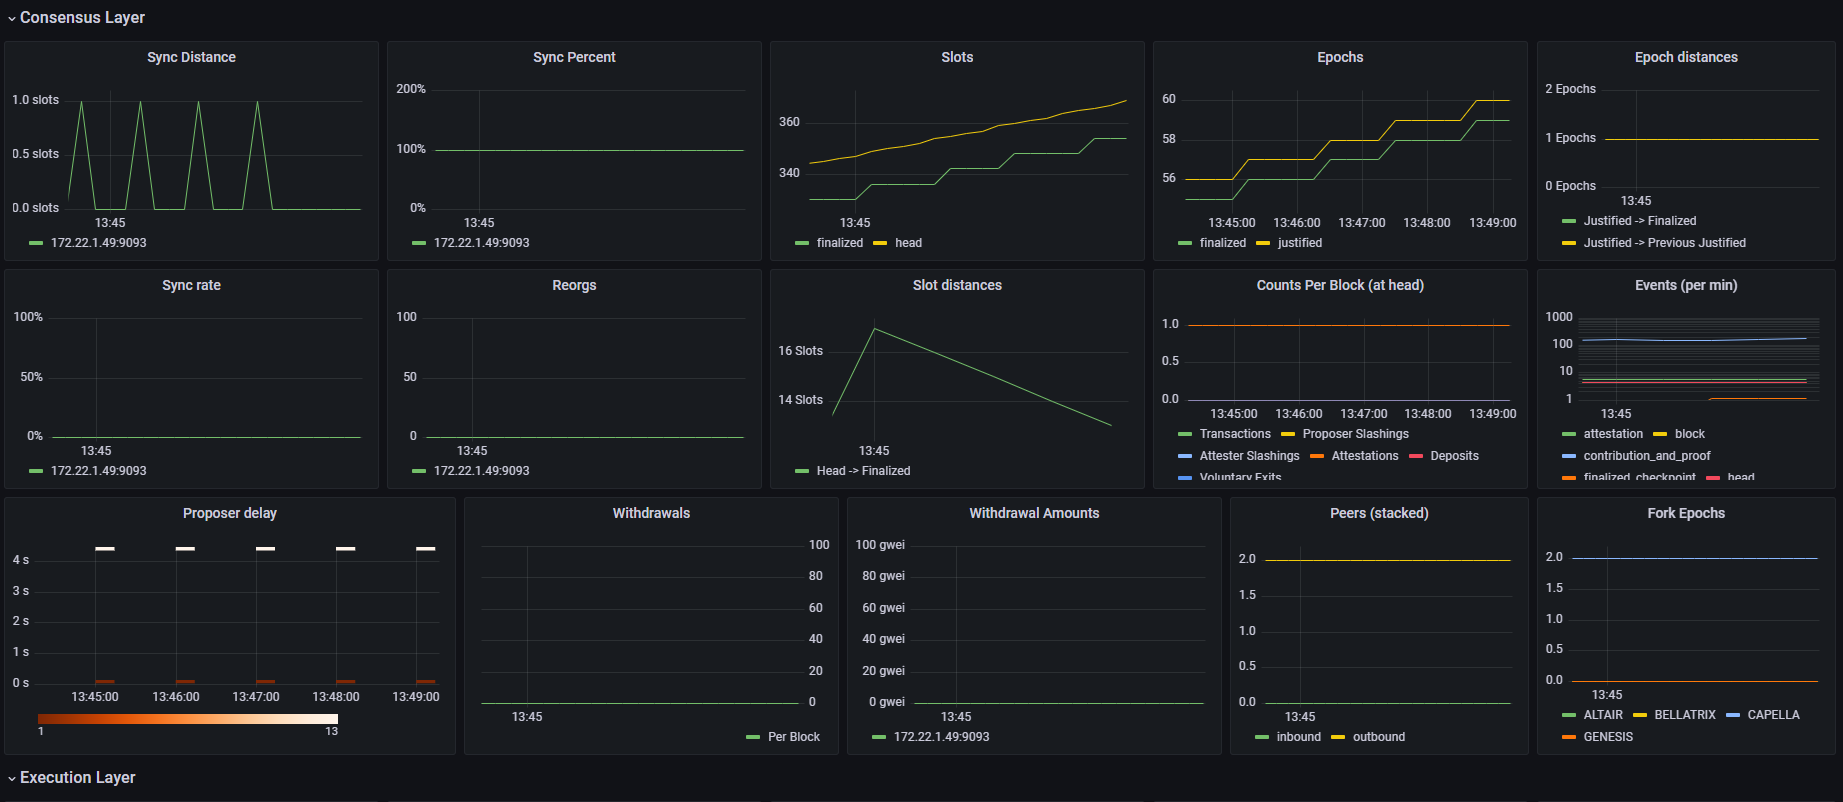 Consensus Layer
Sync Distance
1.0 slots
0.5 slots
0.0 slots
13:45
172.22.1.49:9093
Sync Percent
200%
100%
0%
13:45
172.22.1.49:9093
Slots
360
340
13:45
finalized head
Epochs
60
58
56
13:45:00 13:46:00 13:47:00 13:48:00 13:49:00
finalized justified
Epoch distances
2 Epochs
1 Epochs
0 Epochs
13:45
Justified -> Finalized
Justified -> Previous Justified
Sync rate
100%
50%
0%
13:45
172.22.1.49:9093
Reorgs
100
50
0
13:45
172.22.1.49:9093
Slot distances
16 Slots
14 Slots
13:45
Head -> Finalized
Counts Per Block (at head)
1.0
0.5
0.0
13:45:00 13:46:00 13:47:00 13:48:00 13:49:00
Transactions Proposer Slashings
Attester Slashings Attestations Deposits
Voluntary Exits
Events (per min)
1000
100
10
1
13:45
attestation block
contribution_and_proof
finalized_checkpoint head
Proposer delay
4 s
3 s
2 s
1 s
0 s
13:45:00 13:46:00 13:47:00 13:48:00 13:49:00
1 13
Withdrawals
100
80
60
40
20
0
13:45
Per Block
Withdrawal Amounts
100 gwei
80 gwei
60 gwei
40 gwei
20 gwei
0 gwei
13:45
172.22.1.49:9093
Peers (stacked)
2.0
1.5
1.0
0.5
0.0
13:45
inbound outbound
Fork Epochs
2.0
1.5
1.0
0.5
0.0
13:45
ALTAIR BELLATRIX CAPELLA
GENESIS
Execution Layer